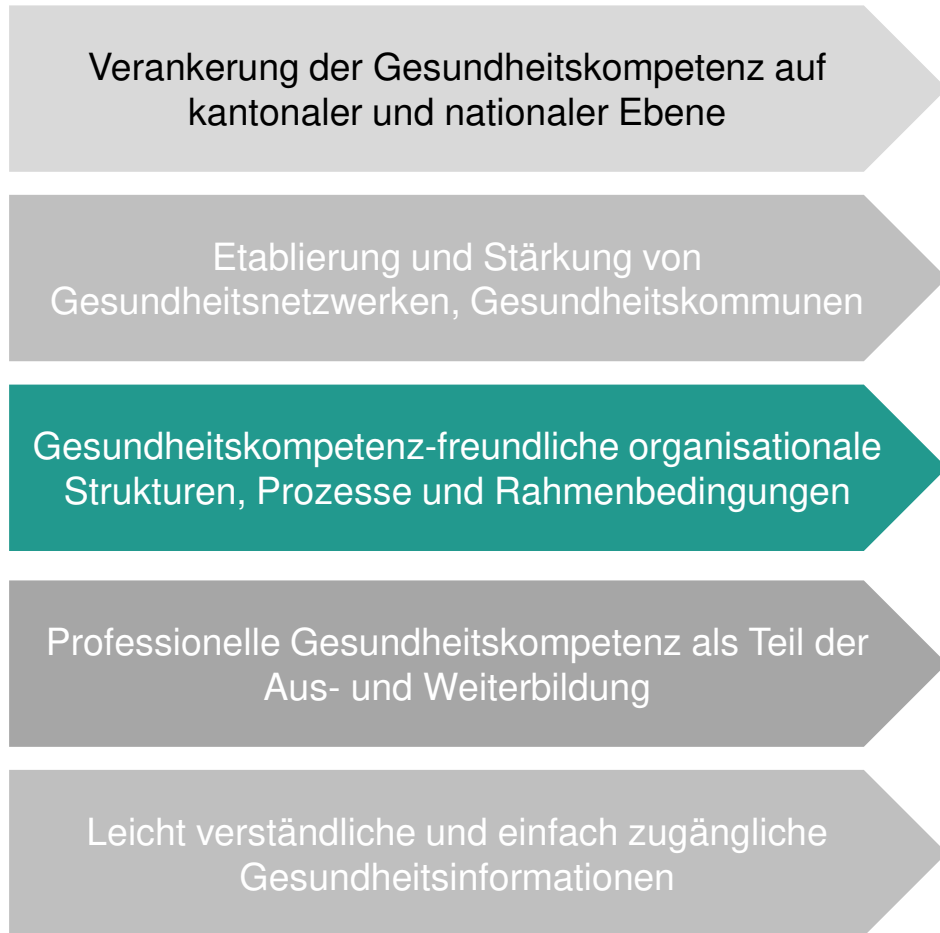 Verankerung der Gesundheitskompetenz auf
kantonaler und nationaler Ebene
Etablierung und Stärkung von
Gesundheitsnetzwerken, Gesundheitskommunen
Gesundheitskompetenz-freundliche organisationale
Strukturen, Prozesse und Rahmenbedingungen
Professionelle Gesundheitskompetenz als Teil der
Aus- und Weiterbildung
Leicht verständliche und einfach zugängliche
Gesundheitsinformationen